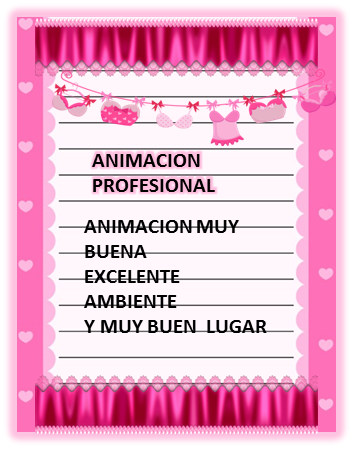 ANIMACION
PROFESIONAL
ANIMACION MUY
BUENA
EXCELENTE
AMBIENTE
Y MUY BUEN LUGAR